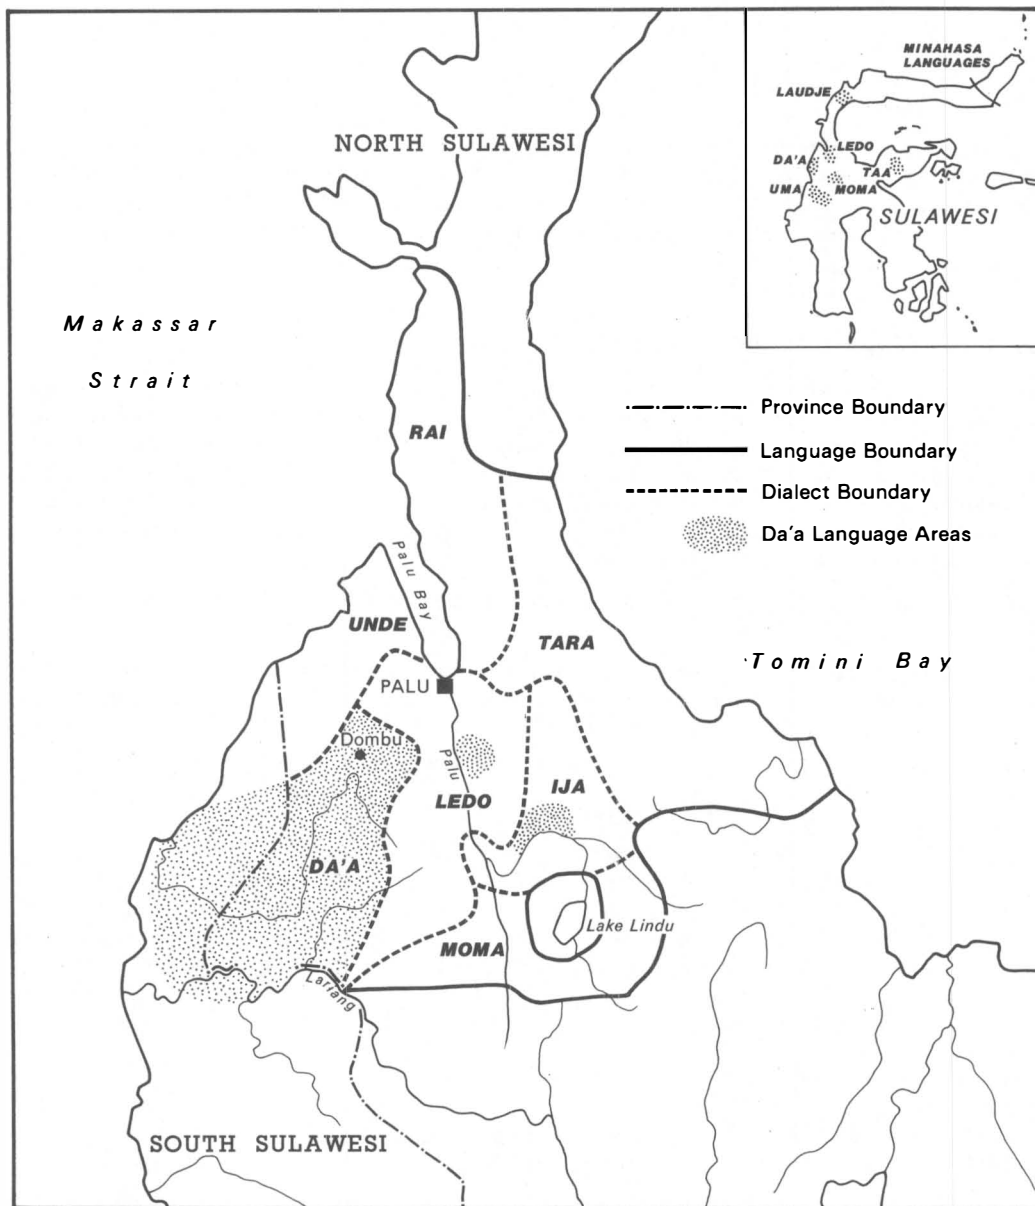 MINAHASA
LANGUAGES
LAUDJE
LEDO
DA'A
TAA
UMA
MOMA
SULAWESI
NORTH SULAWESI
Makassar
Strait
Province Boundary
Language Boundary
Dialect Boundary
Da'a Language Areas
RAI
Palu Bay
UNDE
TARA
Tomini Bay
PALU
Dombu
Palu
IJA
LEDO
DA'A
Lake Lindu
MOMA
Larrang
SOUTH SULAWESI